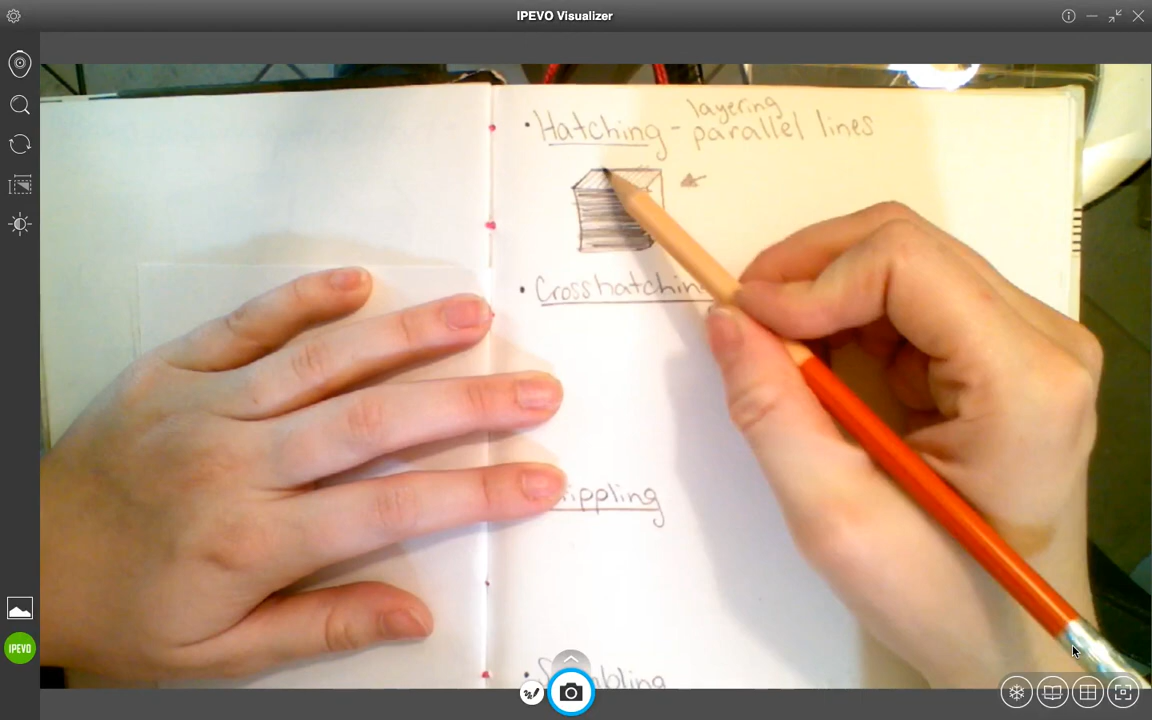 IPEVO Visualizer
layering
• Hatching - parallel lines
• Crosshatchin
ippling
IPEVO